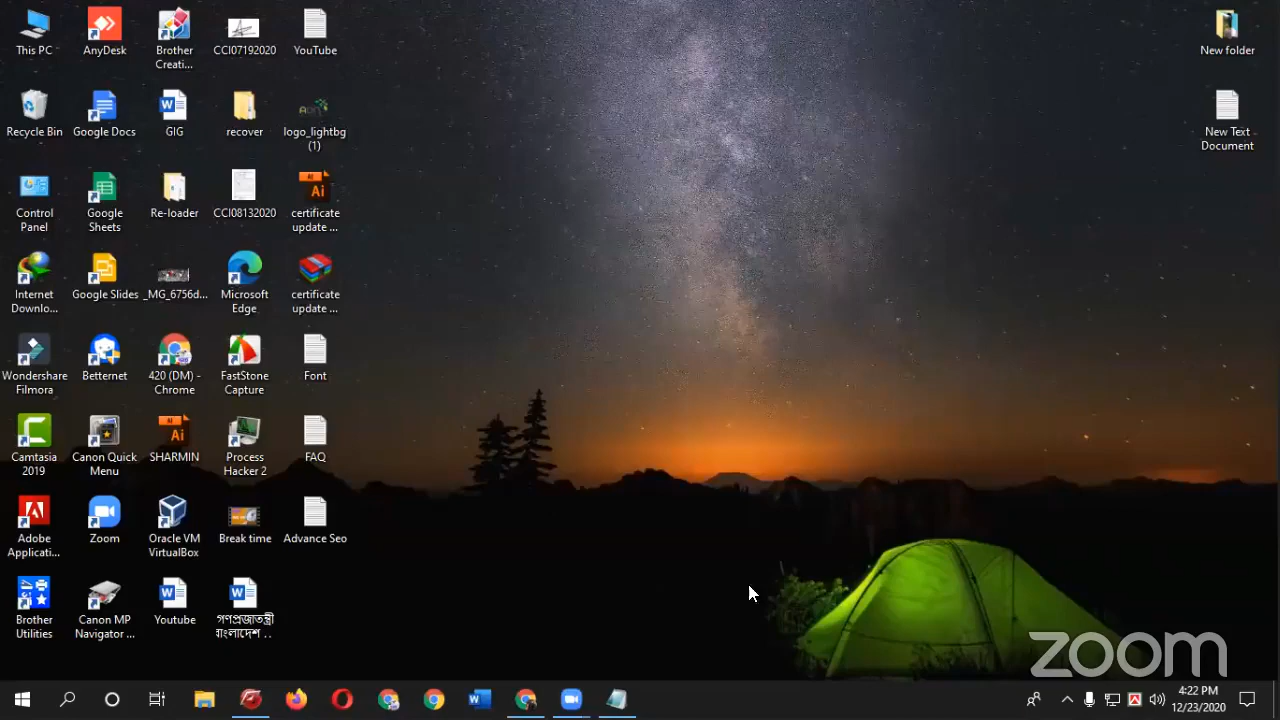 This PC
AnyDesk
Brother
Creati...
CCI07192020
YouTube
New folder
Recycle Bin
Google Docs
GIG
recover
logo_lightbg
(1)
New Text
Document
Control
Panel
Google
Sheets
Re-loader
CCI08132020
certificate
update ...
Internet
Downlo...
Google Slides
_MG_6756d...
Microsoft
Edge
certificate
update ...
Wondershare
Filmora
Betternet
420 (DM) -
Chrome
FastStone
Capture
Font
Camtasia
2019
Canon Quick
Menu
SHARMIN
Process
Hacker 2
FAQ
Adobe
Applicati...
Zoom
Oracle VM
VirtualBox
Break time
Advance Seo
Brother
Utilities
Canon MP
Navigator ...
Youtube
গণপ্রজাতন্ত্রী
বাংলাদেশ ...
zoom
4:22 PM
12/23/2020